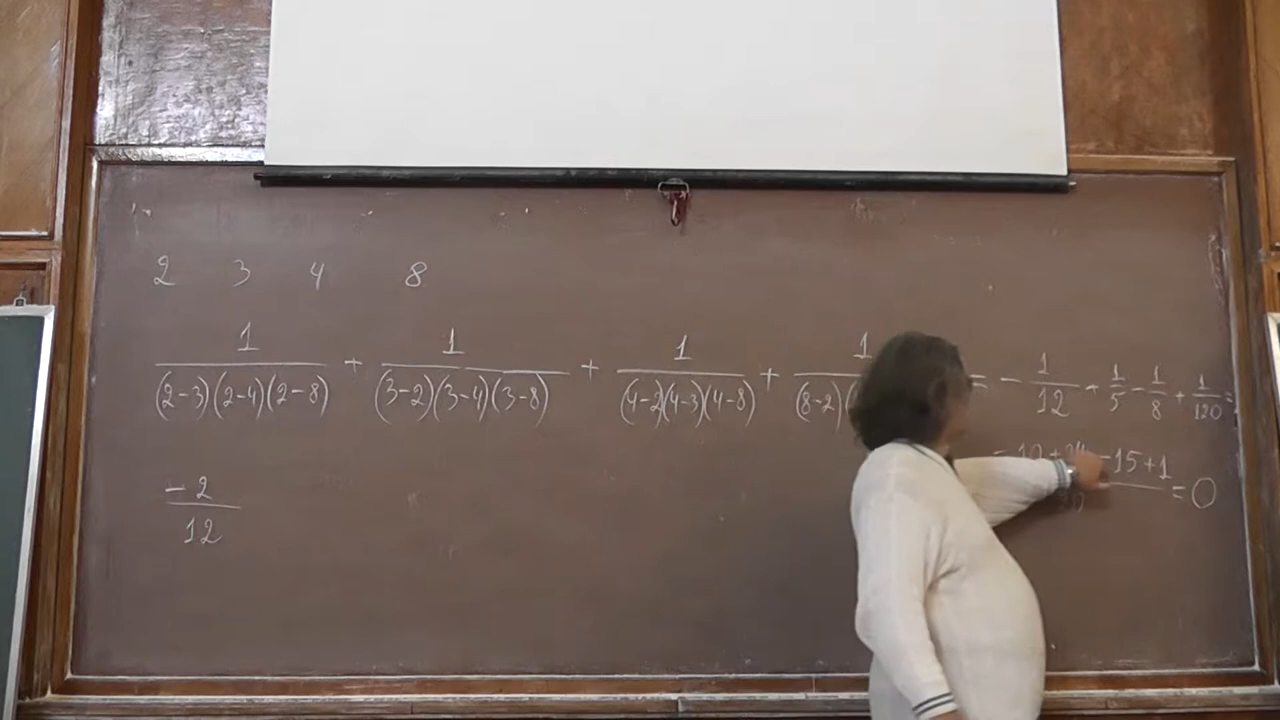 2 3 4 8
1/((2-3)(2-4)(2-8)) + 1/((3-2)(3-4)(3-8)) + 1/((4-2)(4-3)(4-8)) + 1/((8-2)( = - 1/12 + 1/5 - 1/8 + 1/120 =
-15+1 = 0
-2/12